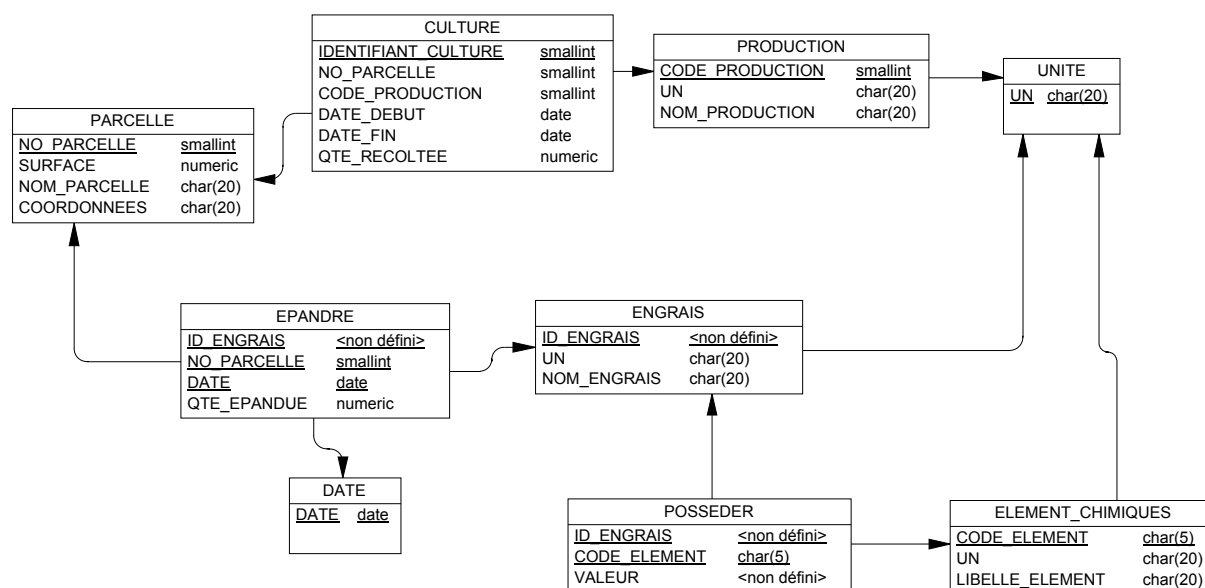 CULTURE
IDENTIFIANT_CULTURE smallint
NO_PARCELLE smallint
CODE_PRODUCTION smallint
DATE_DEBUT date
DATE_FIN date
QTE_RECOLTEE numeric
PRODUCTION
CODE_PRODUCTION smallint
UN char(20)
NOM_PRODUCTION char(20)
UNITE
UN char(20)
PARCELLE
NO_PARCELLE smallint
SURFACE numeric
NOM_PARCELLE char(20)
COORDONNEES char(20)
EPANDRE
ID_ENGRAIS <non défini>
NO_PARCELLE smallint
DATE date
QTE_EPANDUE numeric
ENGRAIS
ID_ENGRAIS <non défini>
UN char(20)
NOM_ENGRAIS char(20)
DATE
DATE date
POSSEDER
ID_ENGRAIS <non défini>
CODE_ELEMENT char(5)
VALEUR <non défini>
ELEMENT_CHIMIQUES
CODE_ELEMENT char(5)
UN char(20)
LIBELLE_ELEMENT char(20)